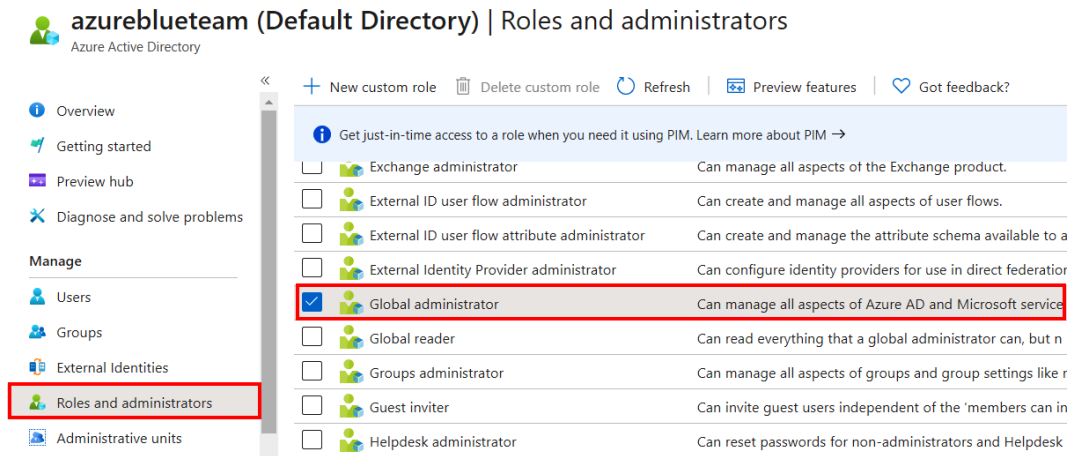 azureblueteam (Default Directory) | Roles and administrators
Azure Active Directory
Overview
Getting started
Preview hub
Diagnose and solve problems
Manage
Users
Groups
External Identities
Roles and administrators
Administrative units
New custom role Delete custom role Refresh Preview features Got feedback?
Get just-in-time access to a role when you need it using PIM. Learn more about PIM →
Exchange administrator Can manage all aspects of the Exchange product.
External ID user flow administrator Can create and manage all aspects of user flows.
External ID user flow attribute administrator Can create and manage the attribute schema available to a
External Identity Provider administrator Can configure identity providers for use in direct federation
Global administrator Can manage all aspects of Azure AD and Microsoft service
Global reader Can read everything that a global administrator can, but n
Groups administrator Can manage all aspects of groups and group settings like
Guest inviter Can invite guest users independent of the 'members can in
Helpdesk administrator Can reset passwords for non-administrators and Helpdesk